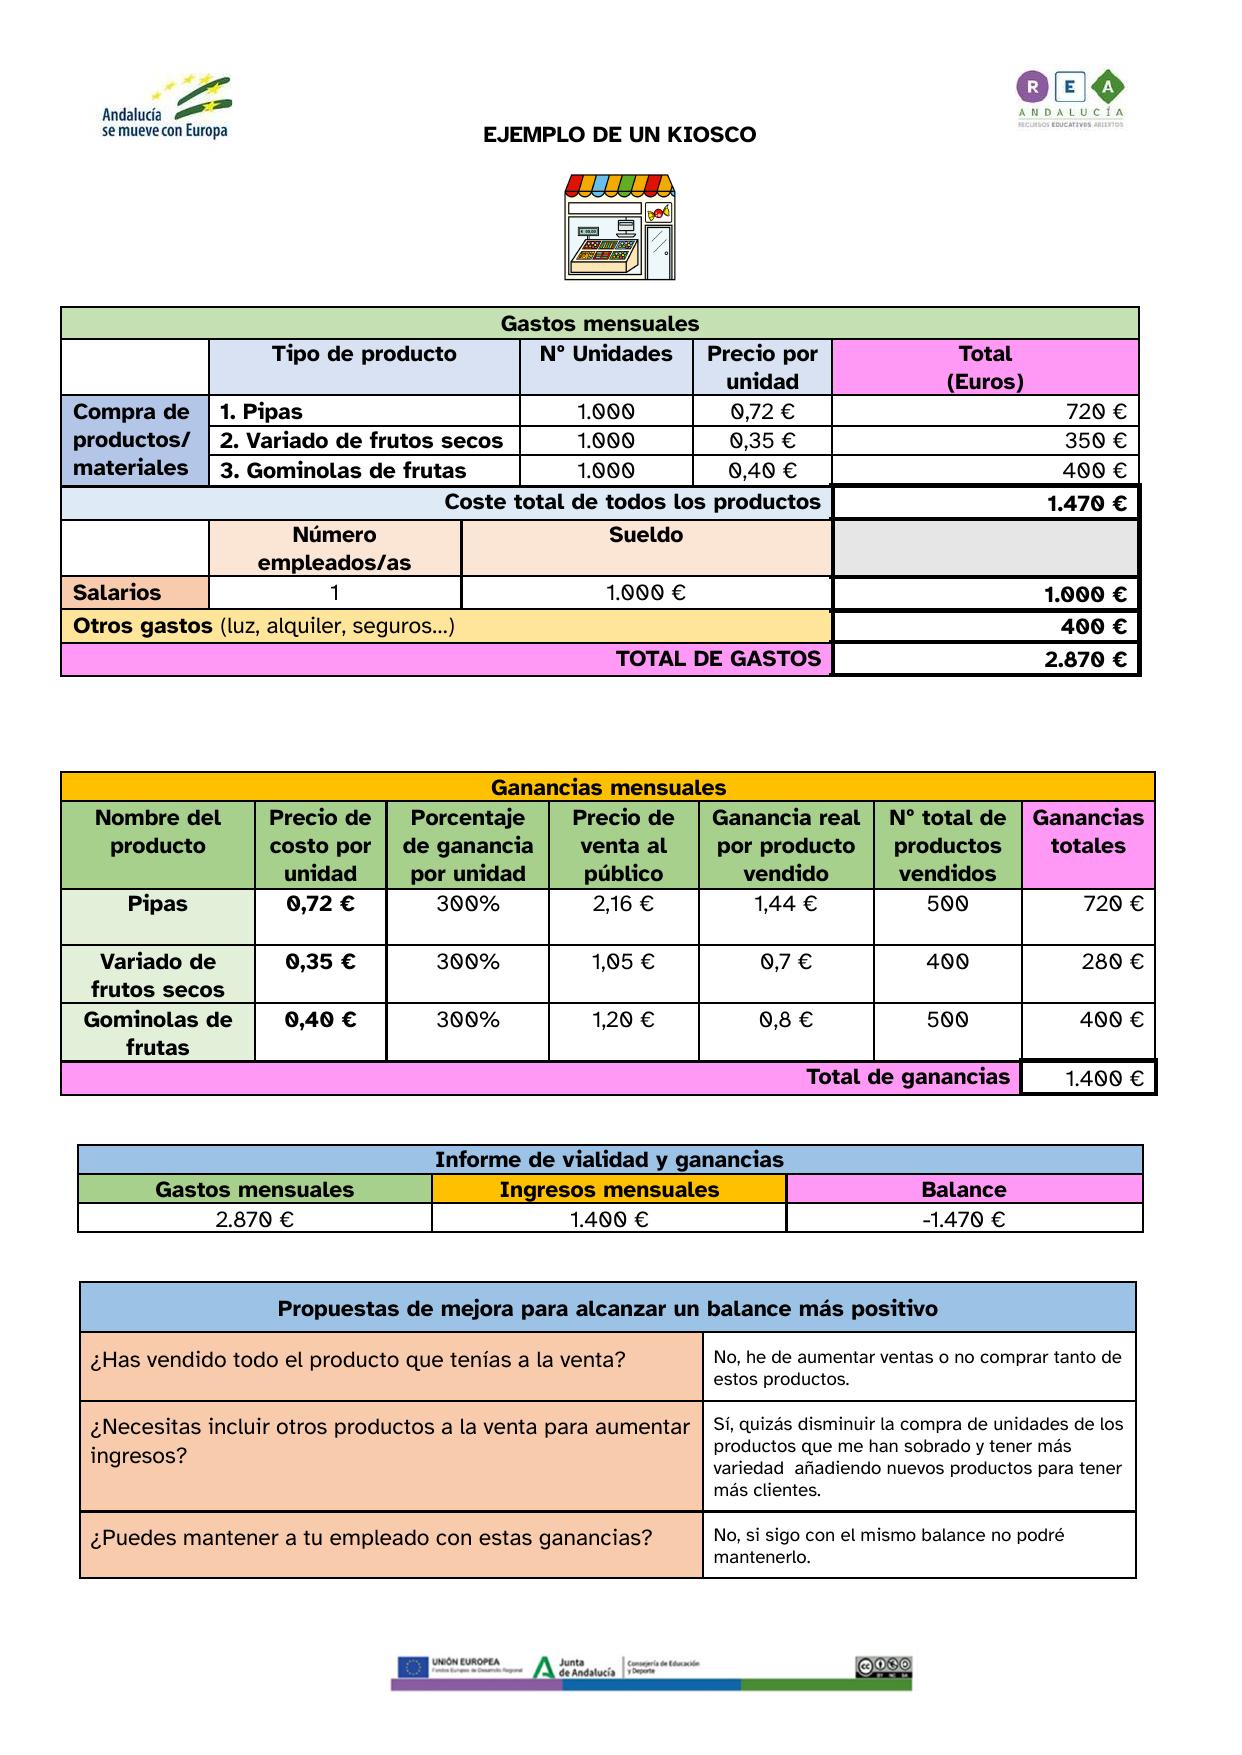 Andalucía
se mueve con Europa
R E A
ANDALUCÍA
RECURSOS EDUCATIVOS ABIERTOS
EJEMPLO DE UN KIOSCO
Gastos mensuales
Tipo de producto Nº Unidades Precio por unidad Total (Euros)
Compra de productos/ materiales
1. Pipas 1.000 0,72 € 720 €
2. Variado de frutos secos 1.000 0,35 € 350 €
3. Gominolas de frutas 1.000 0,40 € 400 €
Coste total de todos los productos 1.470 €
Número empleados/as Sueldo
Salarios 1 1.000 € 1.000 €
Otros gastos (luz, alquiler, seguros...) 400 €
TOTAL DE GASTOS 2.870 €
Ganancias mensuales
Nombre del producto Precio de costo por unidad Porcentaje de ganancia por unidad Precio de venta al público Ganancia real por producto vendido Nº total de productos vendidos Ganancias totales
Pipas 0,72 € 300% 2,16 € 1,44 € 500 720 €
Variado de frutos secos 0,35 € 300% 1,05 € 0,7 € 400 280 €
Gominolas de frutas 0,40 € 300% 1,20 € 0,8 € 500 400 €
Total de ganancias 1.400 €
Informe de vialidad y ganancias
Gastos mensuales Ingresos mensuales Balance
2.870 € 1.400 € -1.470 €
Propuestas de mejora para alcanzar un balance más positivo
¿Has vendido todo el producto que tenías a la venta?
No, he de aumentar ventas o no comprar tanto de
estos productos.
¿Necesitas incluir otros productos a la venta para aumentar
ingresos?
Sí, quizás disminuir la compra de unidades de los
productos que me han sobrado y tener más
variedad  añadiendo nuevos productos para tener
más clientes.
¿Puedes mantener a tu empleado con estas ganancias?
No, si sigo con el mismo balance no podré
mantenerlo.
UNIÓN EUROPEA
Fondos Europeos de Desarrollo Regional
Junta
de Andalucía
Consejería de Educación
y Deporte
CC
BY NC SA